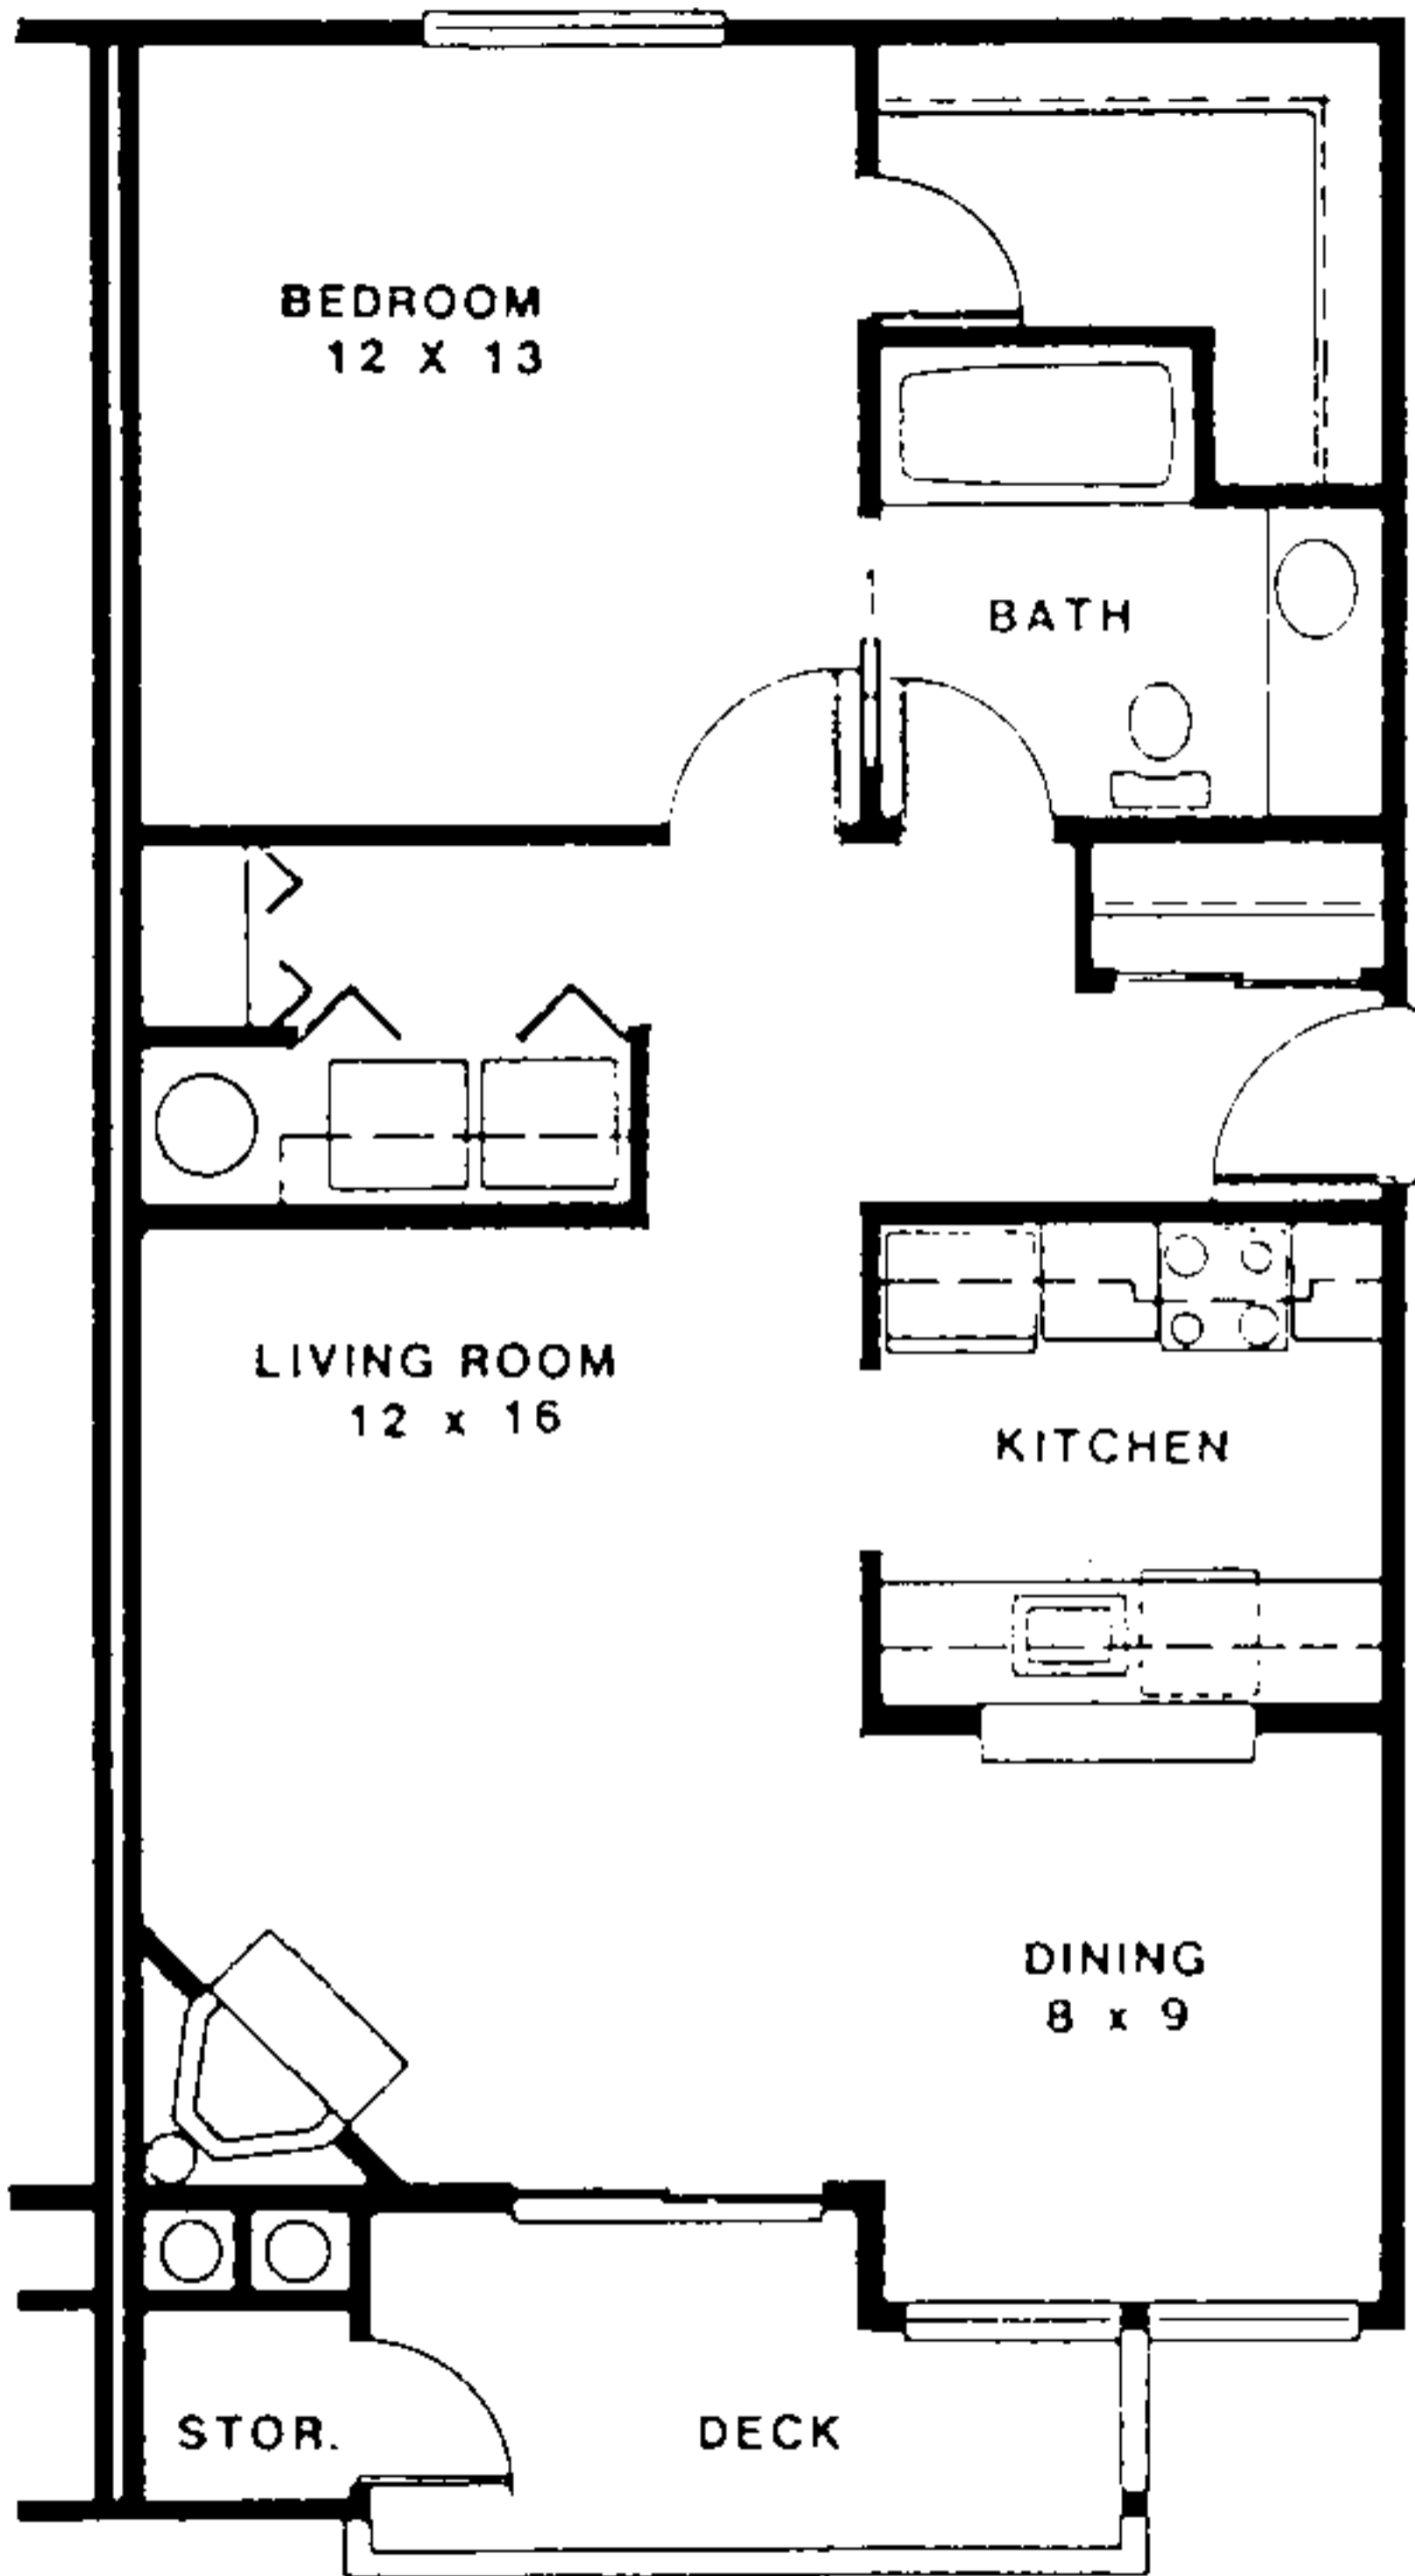 BEDROOM
12 X 13
BATH
LIVING ROOM
12 x 16
KITCHEN
DINING
8 x 9
STOR.
DECK